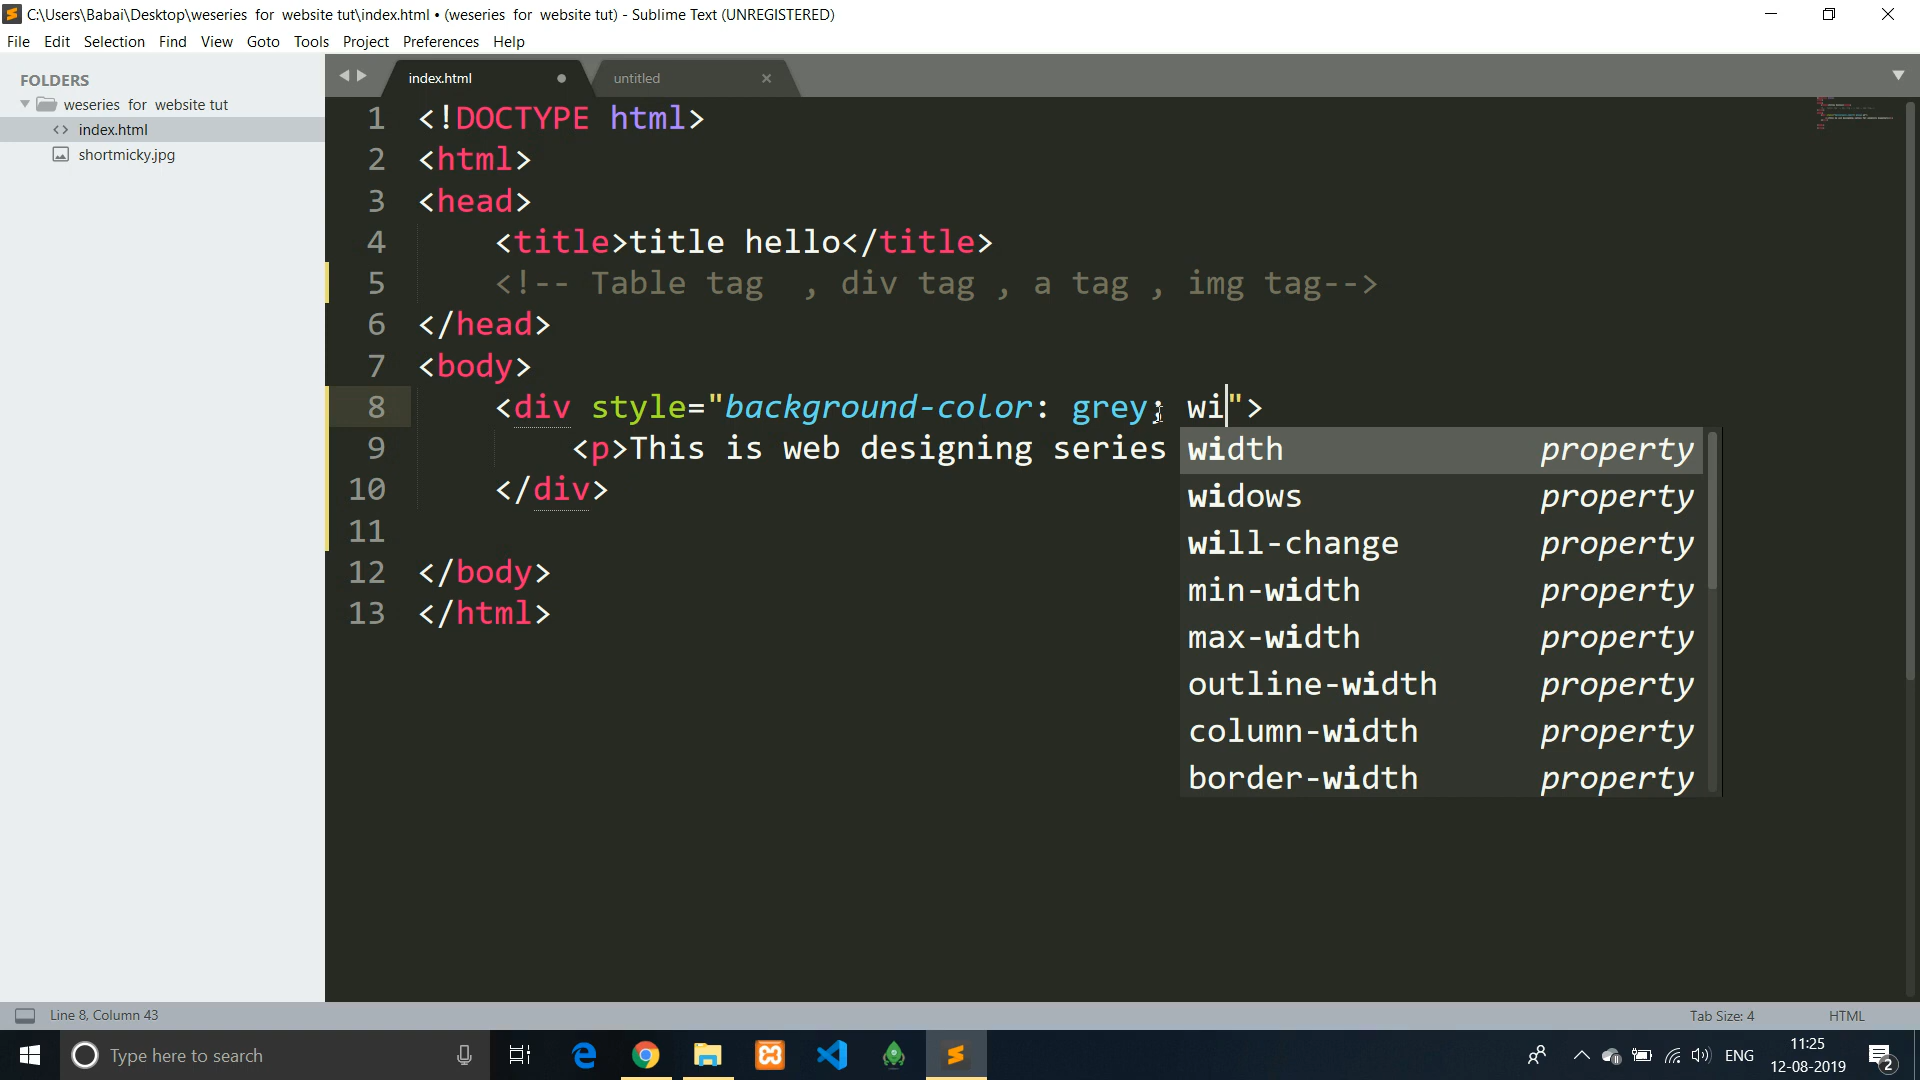 C:\Users\Babai\Desktop\weseries for website tut\index.html • (weseries for website tut) - Sublime Text (UNREGISTERED)
File Edit Selection Find View Goto Tools Project Preferences Help
FOLDERS
weseries for website tut
index.html
shortmicky.jpg
index.html
untitled
1 <!DOCTYPE html>
2 <html>
3 <head>
4 <title>title hello</title>
5 <!-- Table tag , div tag , a tag , img tag-->
6 </head>
7 <body>
8 <div style="background-color: grey; wi">
9 <p>This is web designing series
10 </div>
11
12 </body>
13 </html>
width property
widows property
will-change property
min-width property
max-width property
outline-width property
column-width property
border-width property
Line 8, Column 43
Tab Size: 4
HTML
Type here to search
ENG
11:25
12-08-2019
2